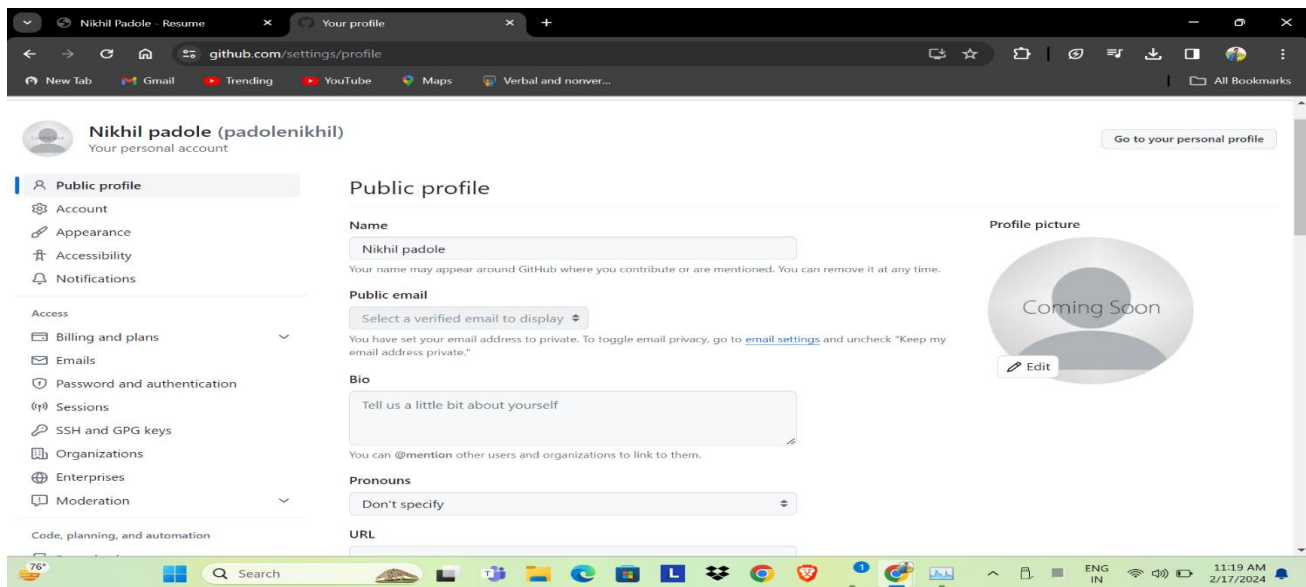 Nikhil Padole - Resume
Your profile
github.com/settings/profile
New Tab
Gmail
Trending
YouTube
Maps
Verbal and nonver...
All Bookmarks
Nikhil padole (padolenikhil)
Your personal account
Go to your personal profile
Public profile
Account
Appearance
Accessibility
Notifications
Access
Billing and plans
Emails
Password and authentication
Sessions
SSH and GPG keys
Organizations
Enterprises
Moderation
Code, planning, and automation
Public profile
Name
Nikhil padole
Your name may appear around GitHub where you contribute or are mentioned. You can remove it at any time.
Public email
Select a verified email to display
You have set your email address to private. To toggle email privacy, go to email settings and uncheck "Keep my
email address private."
Bio
Tell us a little bit about yourself
You can @mention other users and organizations to link to them.
Pronouns
Don't specify
URL
Profile picture
Coming Soon
Edit
76°
Search
L
1
ENG
IN
11:19 AM
2/17/2024